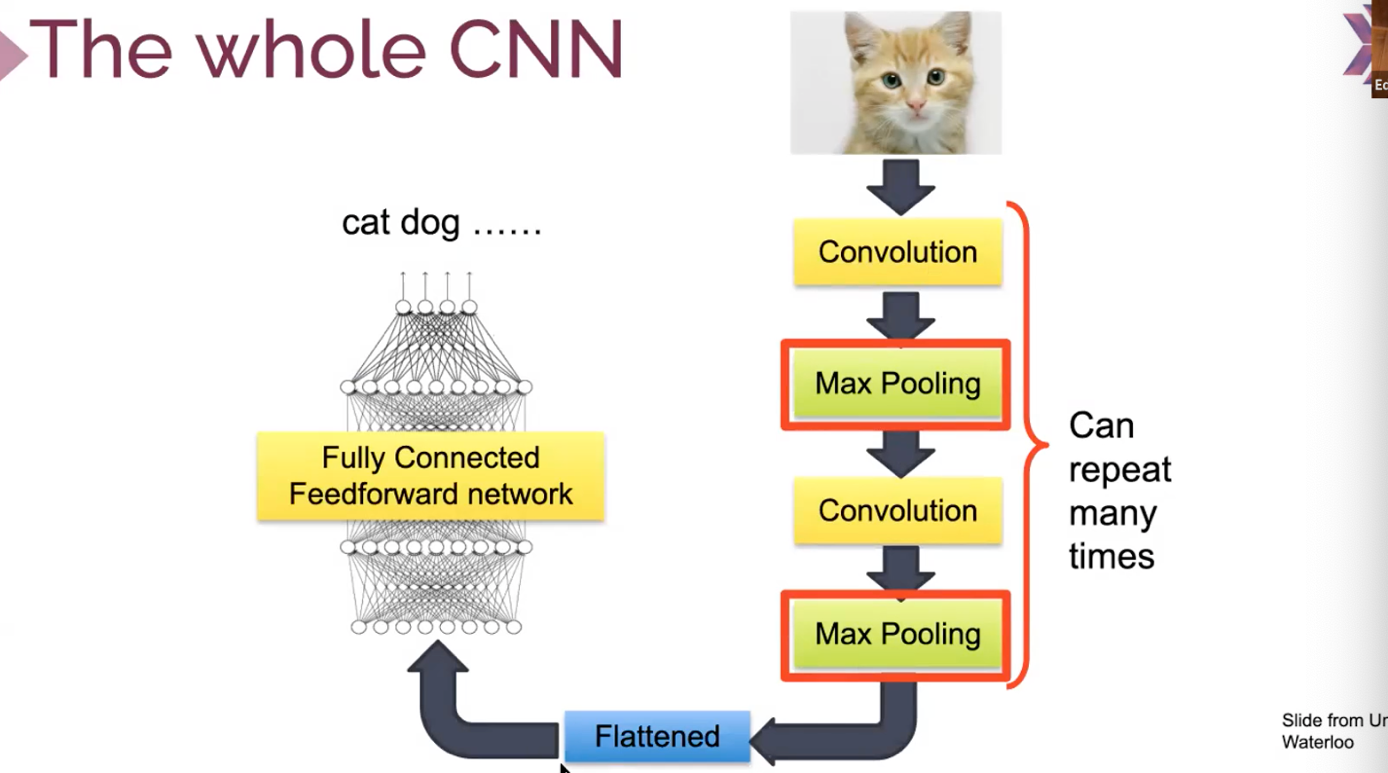 The whole CNN
cat dog ......
Convolution
Max Pooling
Convolution
Max Pooling
Can
repeat
many
times
Flattened
Fully Connected
Feedforward network
Slide from
Waterloo